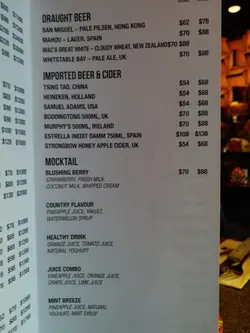 DRAUGHT BEER
SAN MIGUEL – PALE PILSEN, HONG KONG $62 $78
MAHOU – LAGER, SPAIN $70 $88
MAC'S GREAT WHITE – CLOUDY WHEAT, NEW ZEALAND $70 $88
WHITSTABLE BAY – PALE ALE, UK $70 $88
IMPORTED BEER & CIDER
TSING TAO, CHINA $54 $68
HEINEKEN, HOLLAND $54 $68
SAMUEL ADAMS, USA $54 $68
BODDINGTONS 500ML, UK $70 $88
MURPHY'S 500ML, IRELAND $70 $88
ESTRELLA INEDIT DAMM 750ML, SPAIN $108 $138
STRONGBOW HONEY APPLE CIDER, UK $54 $68
MOCKTAIL
BLUSHING BERRY $70 $88
STRAWBERRY, FRESH MILK,
COCONUT MILK, WHIPPED CREAM
COUNTRY FLAVOUR
PINEAPPLE JUICE, YAKULT,
WATERMELON SYRUP
HEALTHY DRINK
ORANGE JUICE, TOMATO JUICE,
NATURAL YOGHURT
JUICE COMBO
PINEAPPLE JUICE, ORANGE JUICE,
GRAPE JUICE, LIME JUICE
MINT BREEZE
PINEAPPLE JUICE, NATURAL
YOGHURT, MINT SYRUP